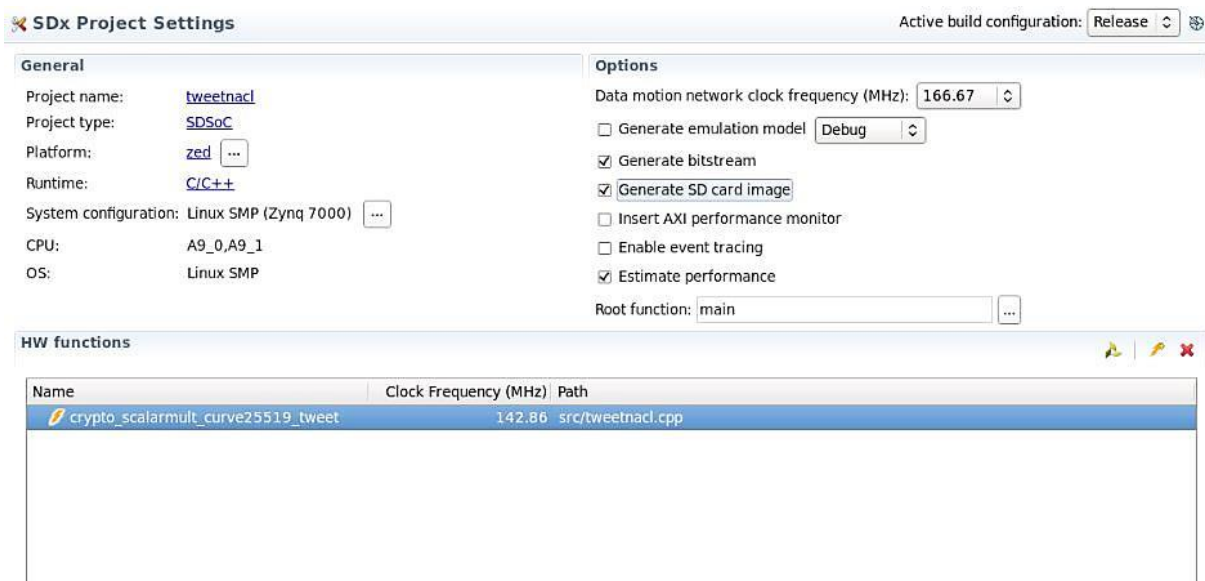 SDx Project Settings
Active build configuration: Release
General
Project name: tweetnacl
Project type: SDSoC
Platform: zed ...
Runtime: C/C++
System configuration: Linux SMP (Zynq 7000) ...
CPU: A9_0,A9_1
OS: Linux SMP
Options
Data motion network clock frequency (MHz): 166.67
Generate emulation model Debug
Generate bitstream
Generate SD card image
Insert AXI performance monitor
Enable event tracing
Estimate performance
Root function: main ...
HW functions
Name Clock Frequency (MHz) Path
crypto_scalarmult_curve25519_tweet 142.86 src/tweetnacl.cpp